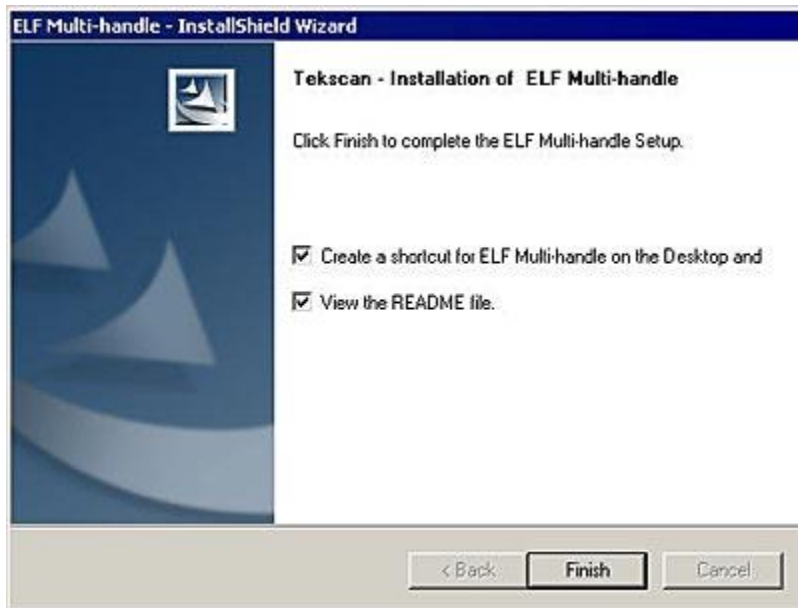 ELF Multi-handle - InstallShield Wizard
Tekscan - Installation of ELF Multi-handle
Click Finish to complete the ELF Multi-handle Setup.
Create a shortcut for ELF Multi-handle on the Desktop and
View the README file.
< Back
Finish
Cancel